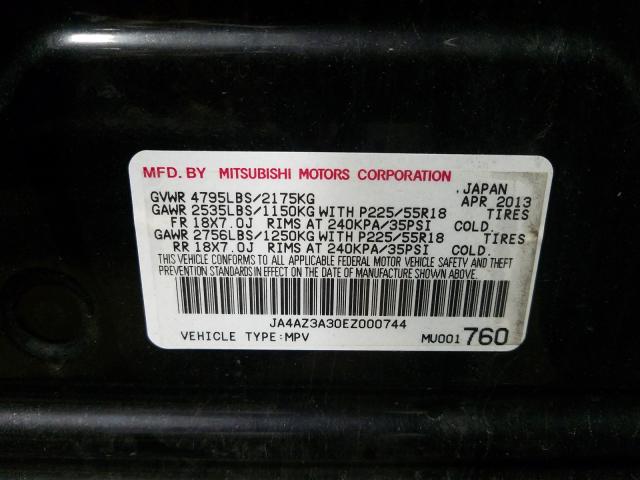 MFD. BY MITSUBISHI MOTORS CORPORATION
GVWR 4795LBS/2175KG JAPAN APR 2013
GAWR 2535LBS/1150KG WITH P225/55R18 TIRES
FR 18X7.0J RIMS AT 240KPA/35PSI COLD.
GAWR 2756LBS/1250KG WITH P225/55R18 TIRES
RR 18X7.0J RIMS AT 240KPA/35PSI COLD.
THIS VEHICLE CONFORMS TO ALL APPLICABLE FEDERAL MOTOR VEHICLE SAFETY AND THEFT
PREVENTION STANDARDS IN EFFECT ON THE DATE OF MANUFACTURE SHOWN ABOVE.
JA4AZ3A30EZ000744
VEHICLE TYPE:MPV MU001760